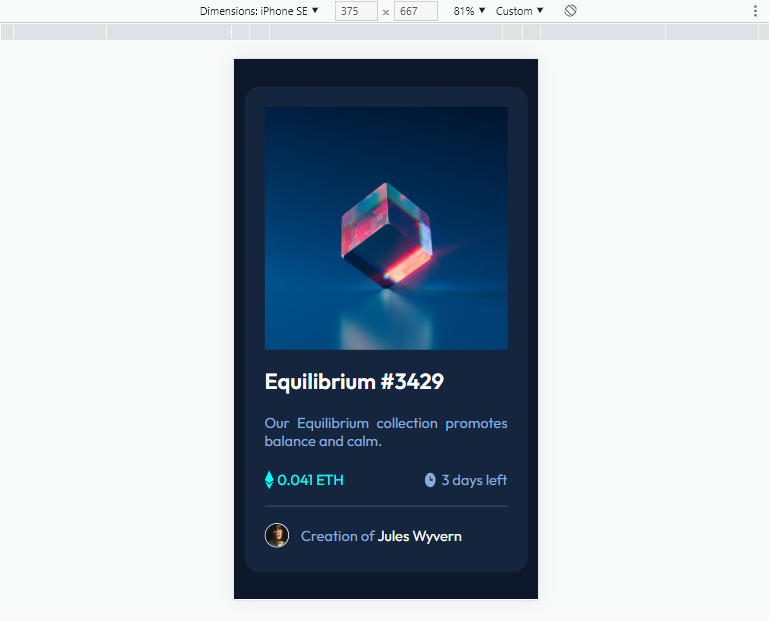 Dimensions: iPhone SE ▼ 375 x 667 81% ▼ Custom ▼
Equilibrium #3429
Our Equilibrium collection promotes
balance and calm.
0.041 ETH 3 days left
Creation of Jules Wyvern